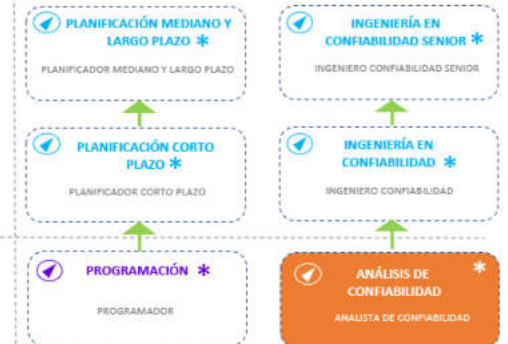 PLANIFICACIÓN MEDIANO Y
LARGO PLAZO *
PLANIFICADOR MEDIANO Y LARGO PLAZO
INGENIERÍA EN
CONFIABILIDAD SENIOR *
INGENIERO CONFIABILIDAD SENIOR
PLANIFICACIÓN CORTO
PLAZO *
PLANIFICADOR CORTO PLAZO
INGENIERÍA EN
CONFIABILIDAD *
INGENIERO CONFIABILIDAD
PROGRAMACIÓN *
PROGRAMADOR
ANÁLISIS DE *
CONFIABILIDAD
ANALISTA DE CONFIABILIDAD